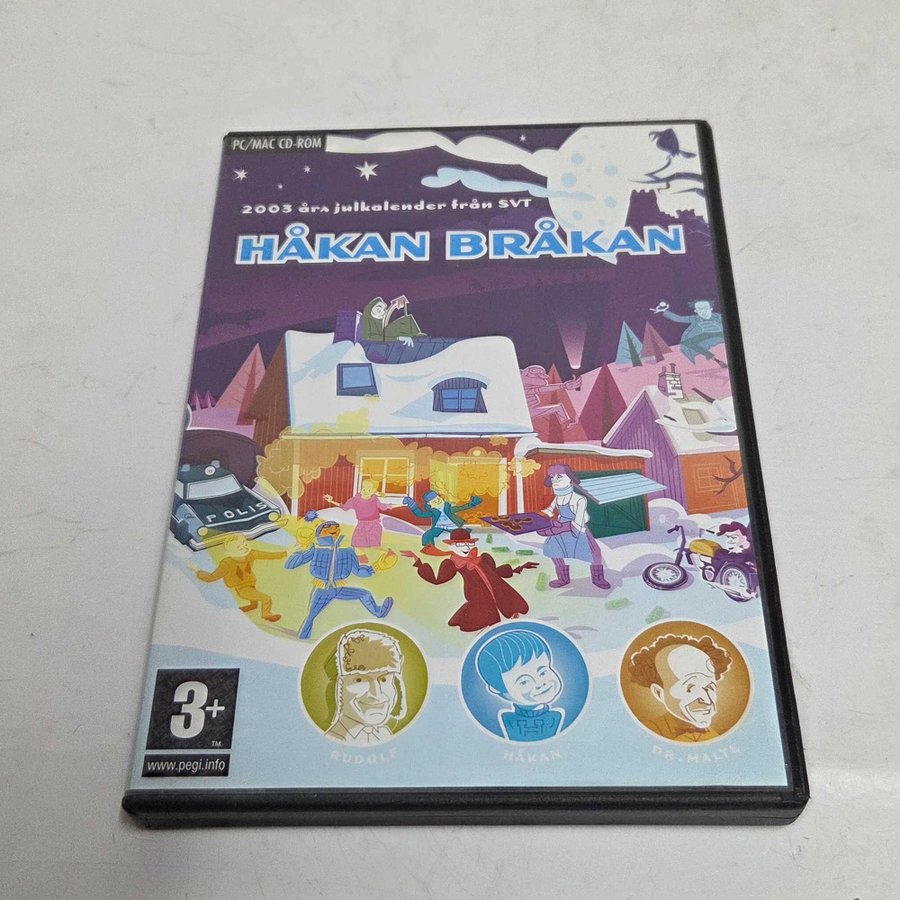 PC/MAC CD-ROM
2003 års julkalender från SVT
HÅKAN BRÅKAN
POLIS
H
RUDOLF
HÅKAN
DR. MALTE
3+
TM
www.pegi.info